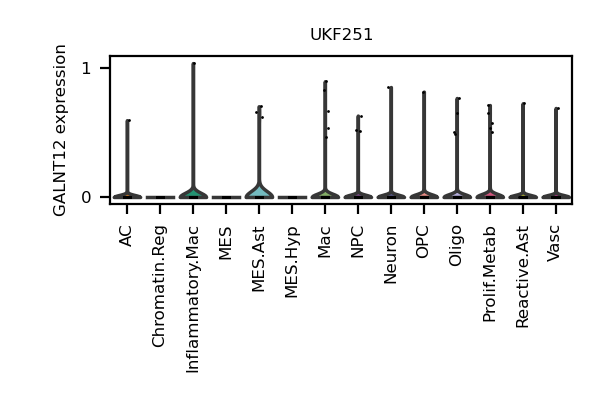 UKF251
GALNT12 expression
1
0
AC
Chromatin.Reg
Inflammatory.Mac
MES
MES.Ast
MES.Hyp
Mac
NPC
Neuron
OPC
Oligo
Prolif.Metab
Reactive.Ast
Vasc